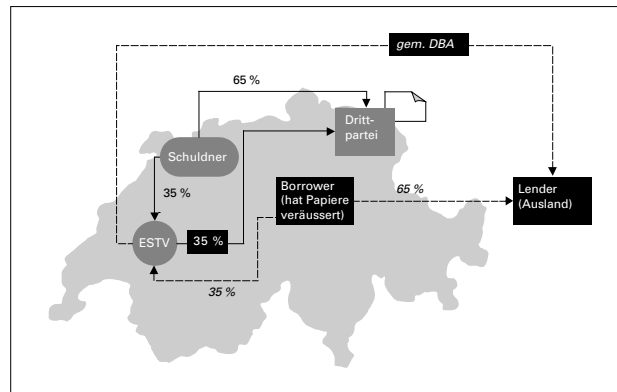 gem. DBA
65 %
Dritt-
partei
Schuldner
35 %
Borrower
(hat Papiere
veräussert)
65 %
Lender
(Ausland)
ESTV
35 %
35 %